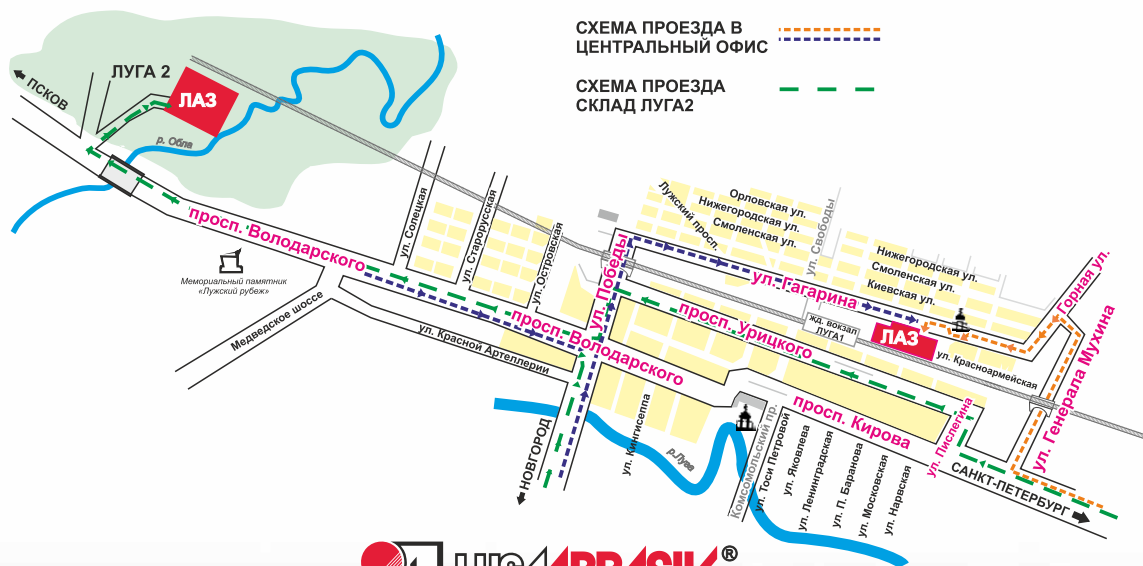 СХЕМА ПРОЕЗДА В
ЦЕНТРАЛЬНЫЙ ОФИС
СХЕМА ПРОЕЗДА
СКЛАД ЛУГА2
ПСКОВ
ЛУГА 2
ЛАЗ
р. Обла
просп. Володарского
Мемориальный памятник
«Лужский рубеж»
Медведское шоссе
ул. Солецкая
ул. Старорусская
ул. Островская
ул. Красной Артеллерии
просп. Володарского
ул. Победы
Лужский просп.
Орловская ул.
Нижегородская ул.
Смоленская ул.
ул. Свободы
Нижегородская ул.
Смоленская ул.
Киевская ул.
ул. Гагарина
просп. Урицкого
жд. вокзал
ЛУГА1
ЛАЗ
ул. Красноармейская
Горная ул.
ул. Генерала Мухина
просп. Кирова
ул. Пислегина
САНКТ-ПЕТЕРБУРГ
НОВГОРОД
ул. Кингисеппа
р.Луга
Комсомольский пр.
ул. Тоси Петровой
ул. Яковлева
ул. Ленинградская
ул. П. Баранова
ул. Московская
ул. Нарвская
®